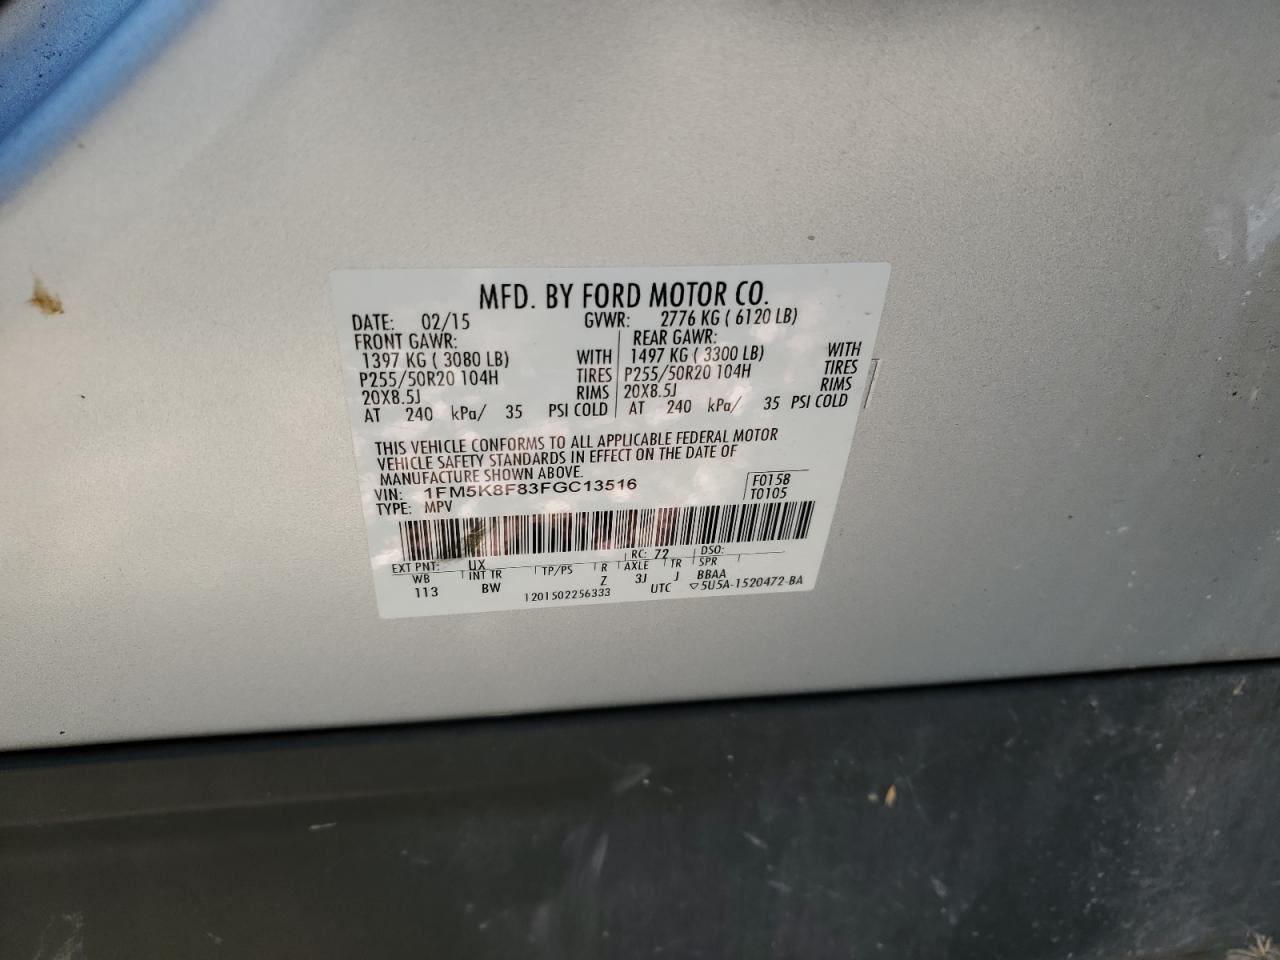 MFD. BY FORD MOTOR CO.
DATE: 02/15 GVWR: 2776 KG ( 6120 LB)
FRONT GAWR: REAR GAWR:
1397 KG ( 3080 LB) WITH 1497 KG ( 3300 LB) WITH
P255/50R20 104H TIRES P255/50R20 104H TIRES
20X8.5J RIMS 20X8.5J RIMS
AT 240 kPa/ 35 PSI COLD AT 240 kPa/ 35 PSI COLD
THIS VEHICLE CONFORMS TO ALL APPLICABLE FEDERAL MOTOR
VEHICLE SAFETY STANDARDS IN EFFECT ON THE DATE OF
MANUFACTURE SHOWN ABOVE.
VIN: 1FM5K8F83FGC13516 F0158
TYPE: MPV T0105
EXT PNT: UX RC: 72 DSO:
WB INT TR TP/PS R AXLE TR SPR
113 BW Z 3J J BBAA
1201502256333 UTC ▽5U5A-1520472-BA